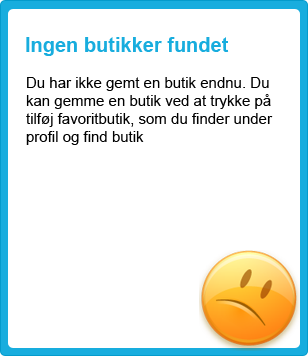 Ingen butikker fundet
Du har ikke gemt en butik endnu. Du
kan gemme en butik ved at trykke på
tilføj favoritbutik, som du finder under
profil og find butik